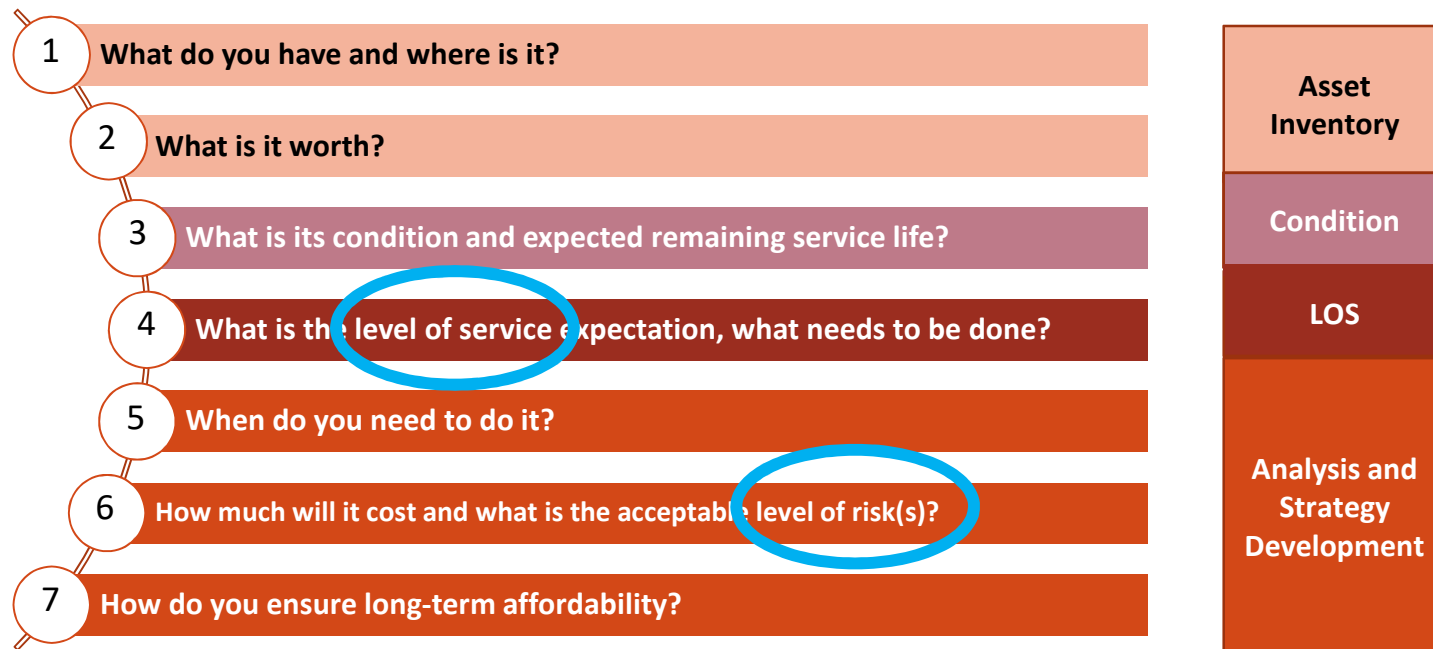 1 What do you have and where is it?
2 What is it worth?
3 What is its condition and expected remaining service life?
4 What is the level of service expectation, what needs to be done?
5 When do you need to do it?
6 How much will it cost and what is the acceptable level of risk(s)?
7 How do you ensure long-term affordability?
Asset
Inventory
Condition
LOS
Analysis and
Strategy
Development